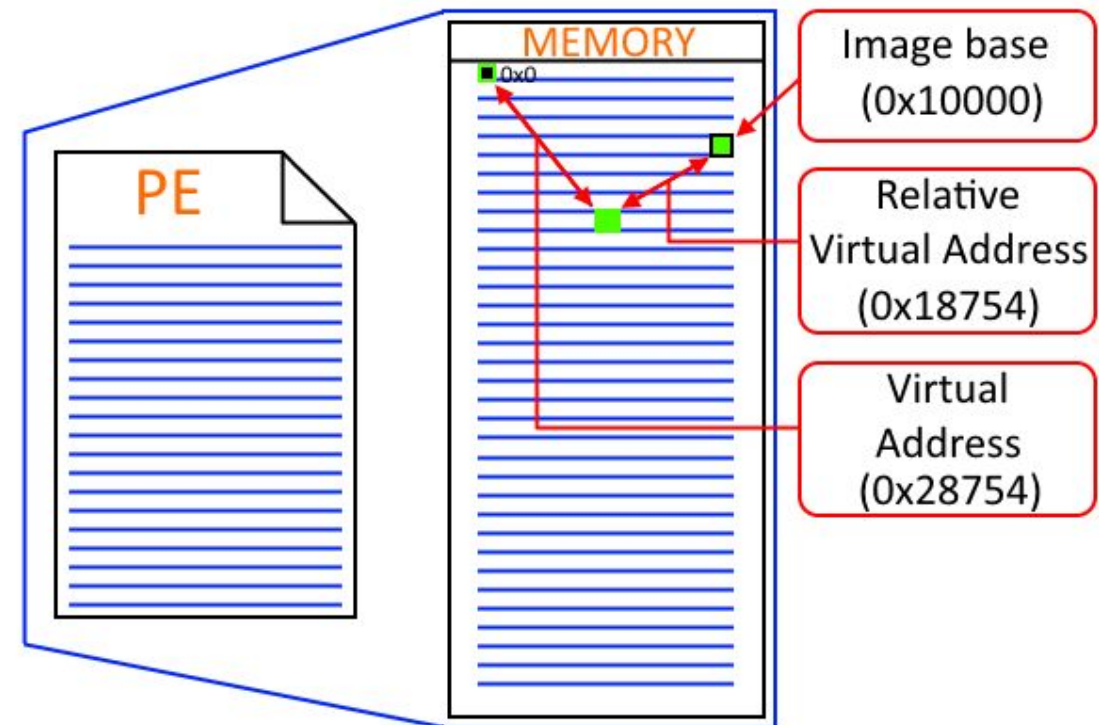 PE
MEMORY
0x0
Image base
(0x10000)
Relative
Virtual Address
(0x18754)
Virtual
Address
(0x28754)